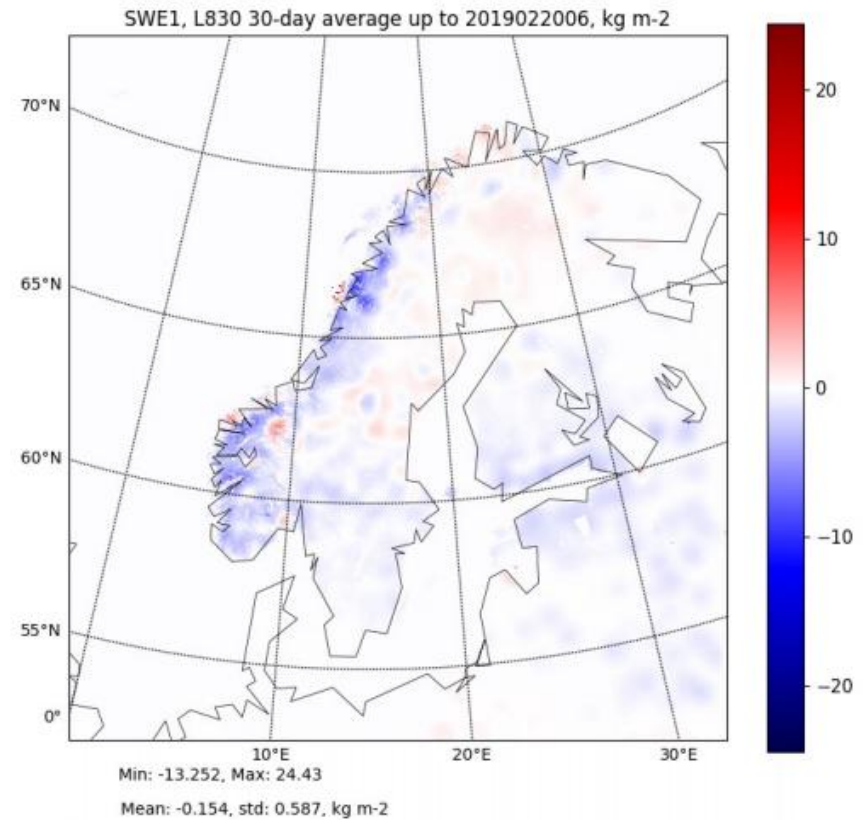 SWE1, L830 30-day average up to 2019022006, kg m-2
70°N
65°N
60°N
55°N
0°
10°E
20°E
30°E
20
10
0
−10
−20
Min: -13.252, Max: 24.43
Mean: -0.154, std: 0.587, kg m-2